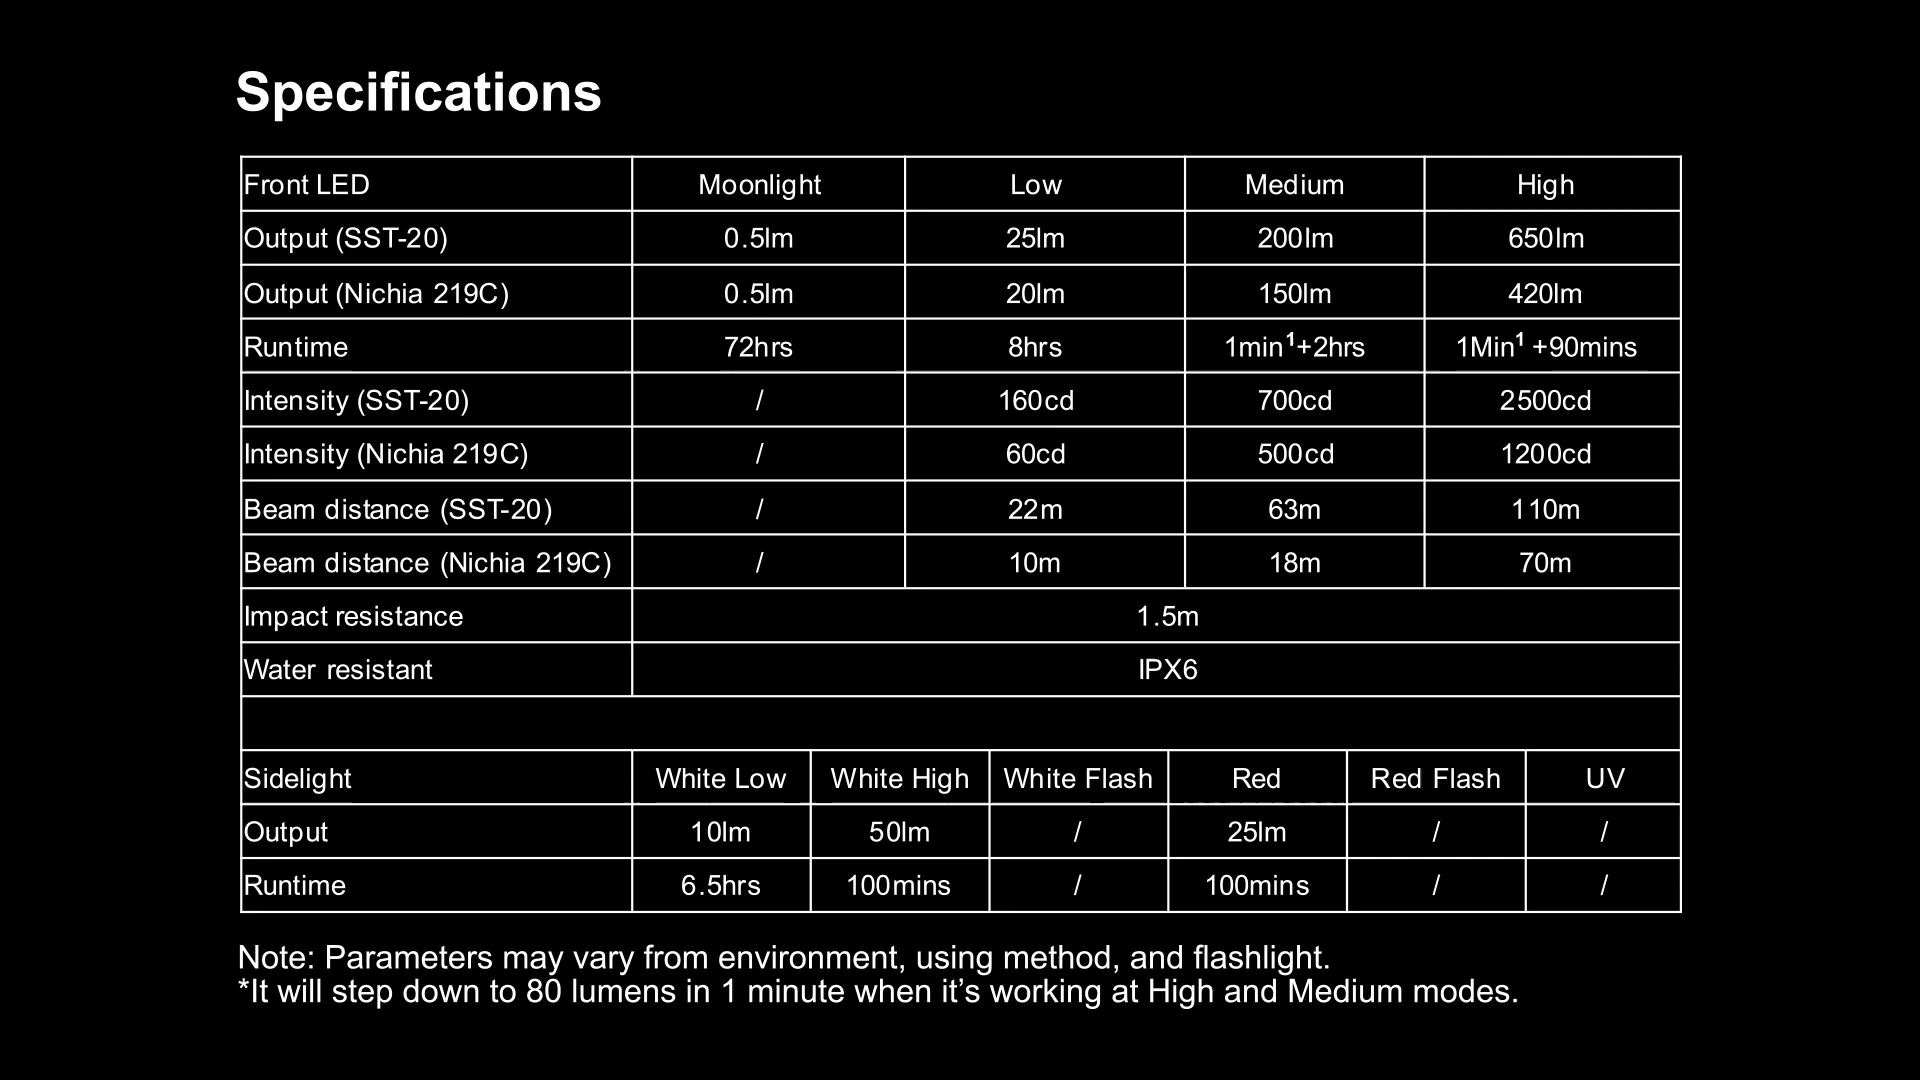 Specifications
Front LED Moonlight Low Medium High
Output (SST-20) 0.5lm 25lm 200lm 650lm
Output (Nichia 219C) 0.5lm 20lm 150lm 420lm
Runtime 72hrs 8hrs 1min¹+2hrs 1Min¹ +90mins
Intensity (SST-20) / 160cd 700cd 2500cd
Intensity (Nichia 219C) / 60cd 500cd 1200cd
Beam distance (SST-20) / 22m 63m 110m
Beam distance (Nichia 219C) / 10m 18m 70m
Impact resistance 1.5m
Water resistant IPX6
Sidelight White Low White High White Flash Red Red Flash UV
Output 10lm 50lm / 25lm / /
Runtime 6.5hrs 100mins / 100mins / /
Note: Parameters may vary from environment, using method, and flashlight.
*It will step down to 80 lumens in 1 minute when it’s working at High and Medium modes.